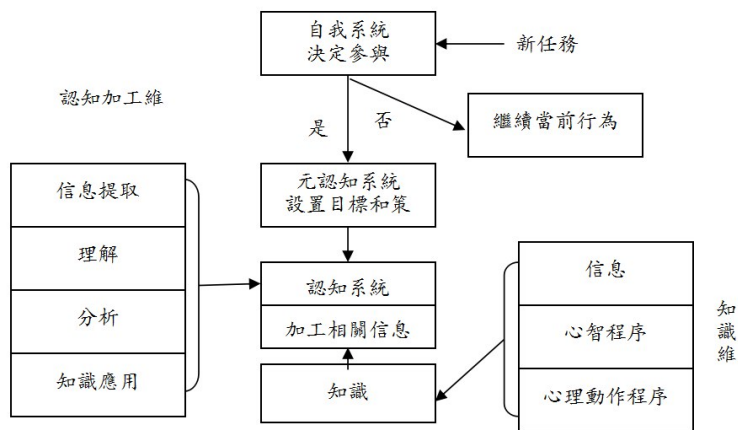 自我系統
決定參與
新任務
認知加工維
是
否
繼續當前行為
元認知系統
設置目標和策
信息提取
理解
分析
知識應用
認知系統
加工相關信息
知識
信息
心智程序
心理動作程序
知
識
維